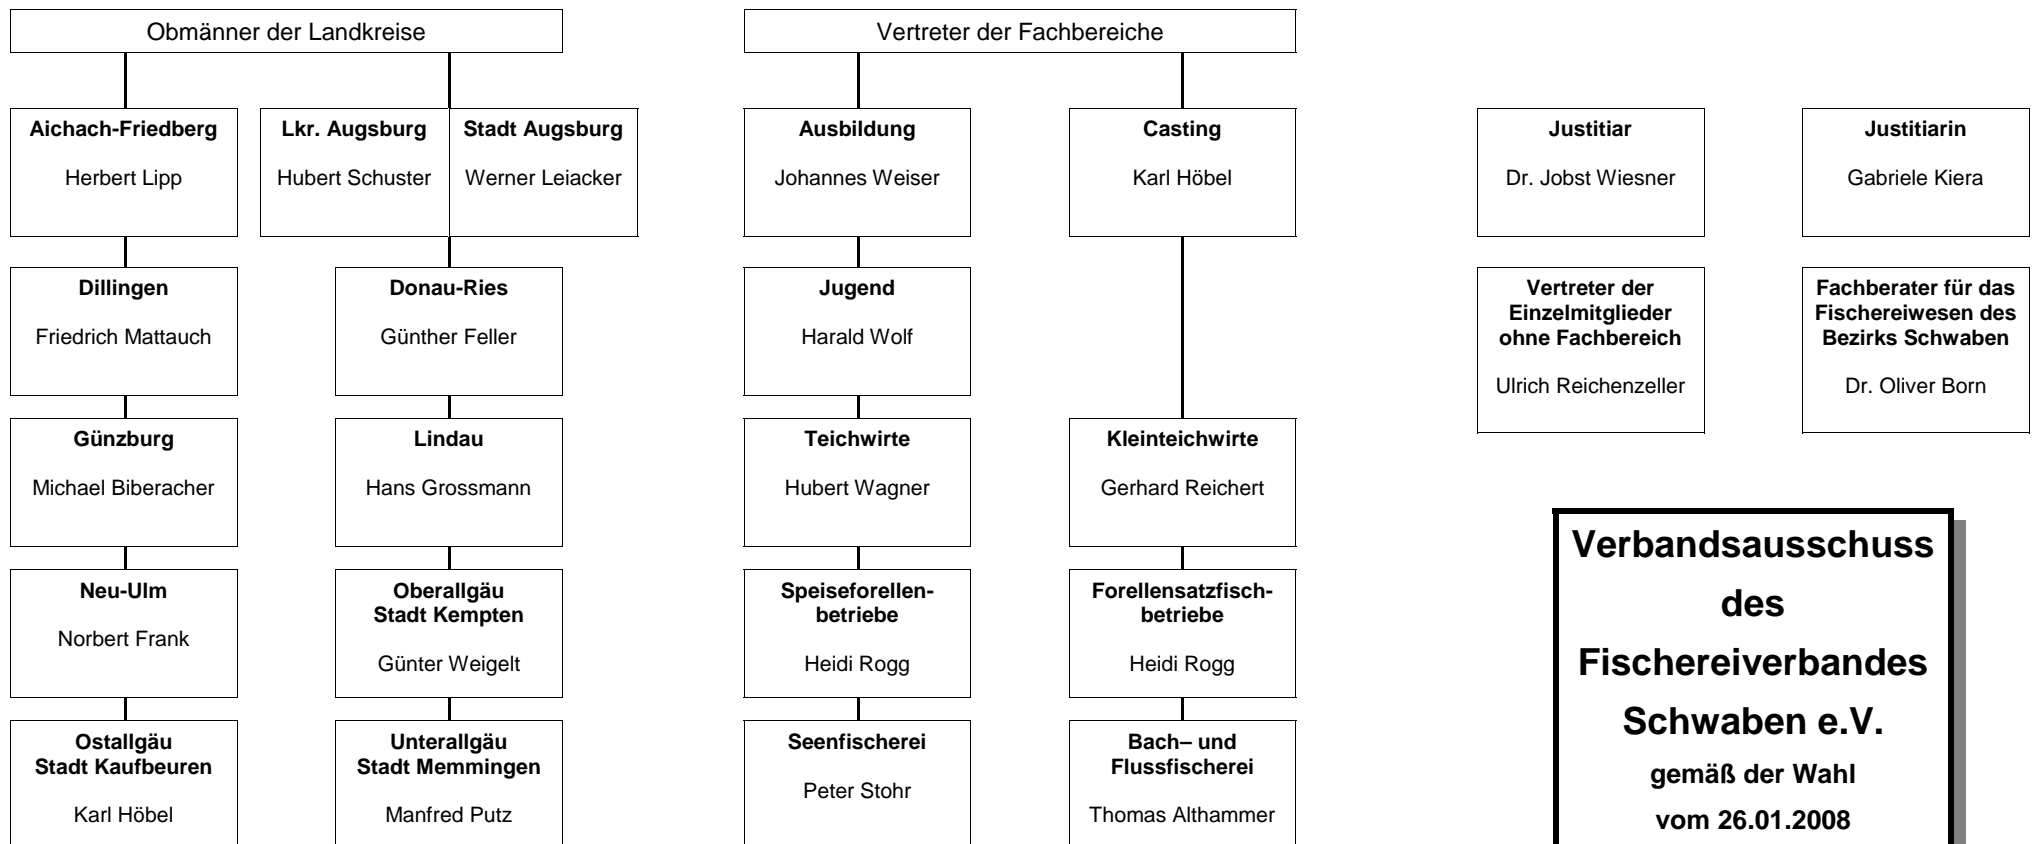 Obmänner der Landkreise
Aichach-Friedberg
Herbert Lipp
Lkr. Augsburg
Hubert Schuster
Stadt Augsburg
Werner Leiacker
Dillingen
Friedrich Mattauch
Donau-Ries
Günther Feller
Günzburg
Michael Biberacher
Lindau
Hans Grossmann
Neu-Ulm
Norbert Frank
Oberallgäu
Stadt Kempten
Günter Weigelt
Ostallgäu
Stadt Kaufbeuren
Karl Höbel
Unterallgäu
Stadt Memmingen
Manfred Putz
Vertreter der Fachbereiche
Ausbildung
Johannes Weiser
Casting
Karl Höbel
Jugend
Harald Wolf
Teichwirte
Hubert Wagner
Kleinteichwirte
Gerhard Reichert
Speiseforellen-
betriebe
Heidi Rogg
Forellensatzfisch-
betriebe
Heidi Rogg
Seenfischerei
Peter Stohr
Bach– und
Flussfischerei
Thomas Althammer
Justitiar
Dr. Jobst Wiesner
Justitiarin
Gabriele Kiera
Vertreter der
Einzelmitglieder
ohne Fachbereich
Ulrich Reichenzeller
Fachberater für das
Fischereiwesen des
Bezirks Schwaben
Dr. Oliver Born
Verbandsausschuss
des
Fischereiverbandes
Schwaben e.V.
gemäß der Wahl
vom 26.01.2008